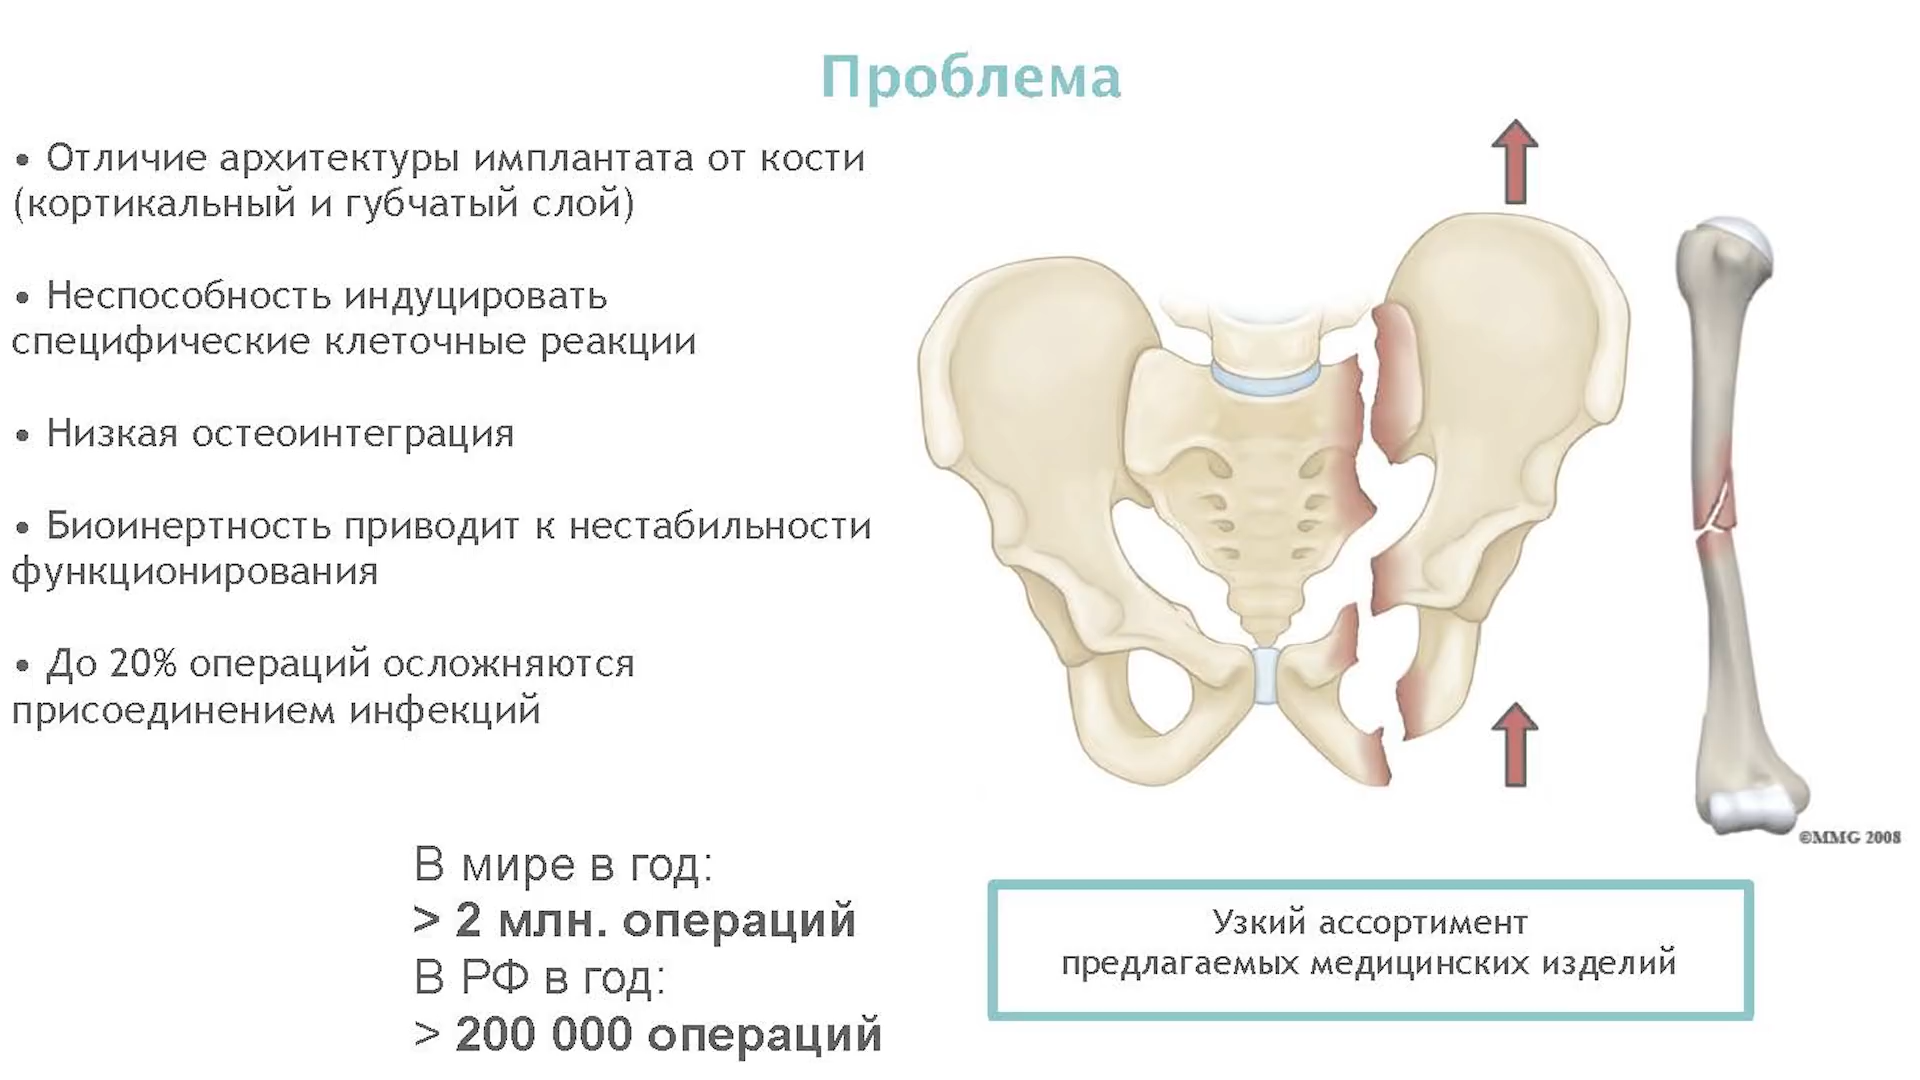 Проблема
• Отличие архитектуры имплантата от кости
(кортикальный и губчатый слой)
• Неспособность индуцировать
специфические клеточные реакции
• Низкая остеоинтеграция
• Биоинертность приводит к нестабильности
функционирования
• До 20% операций осложняются
присоединением инфекций
В мире в год:
> 2 млн. операций
В РФ в год:
> 200 000 операций
©MMG 2008
Узкий ассортимент
предлагаемых медицинских изделий